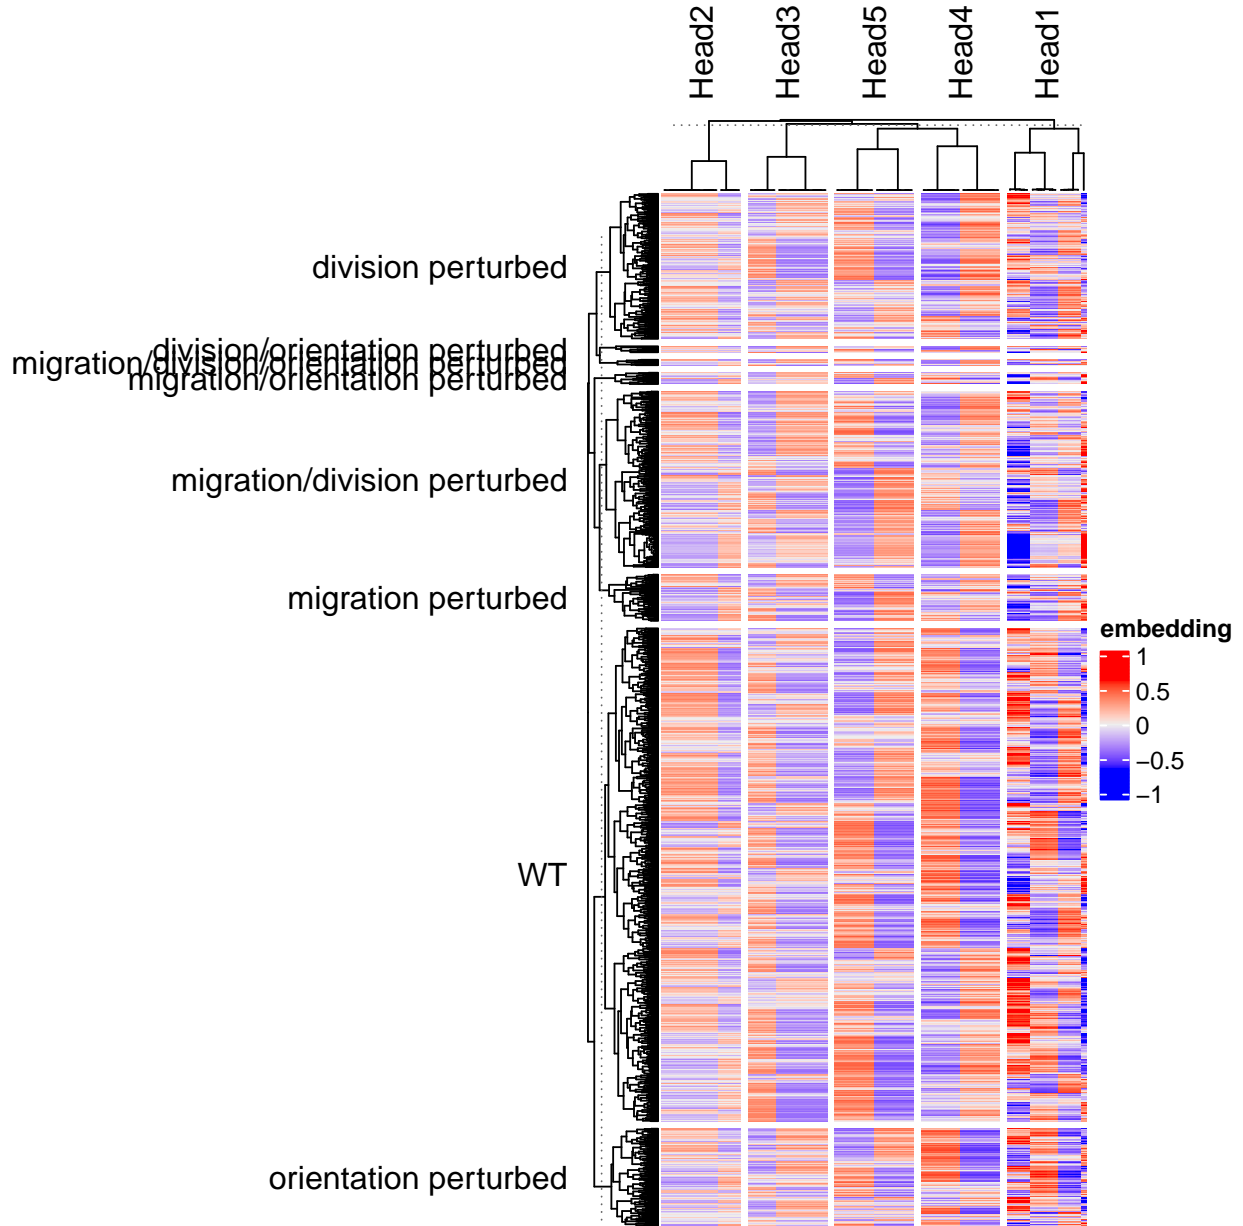 Head2
Head3
Head5
Head4
Head1
division perturbed
division/orientation perturbed
migration/division/orientation perturbed
migration/orientation perturbed
migration/division perturbed
migration perturbed
WT
orientation perturbed
embedding
1
0.5
0
−0.5
−1